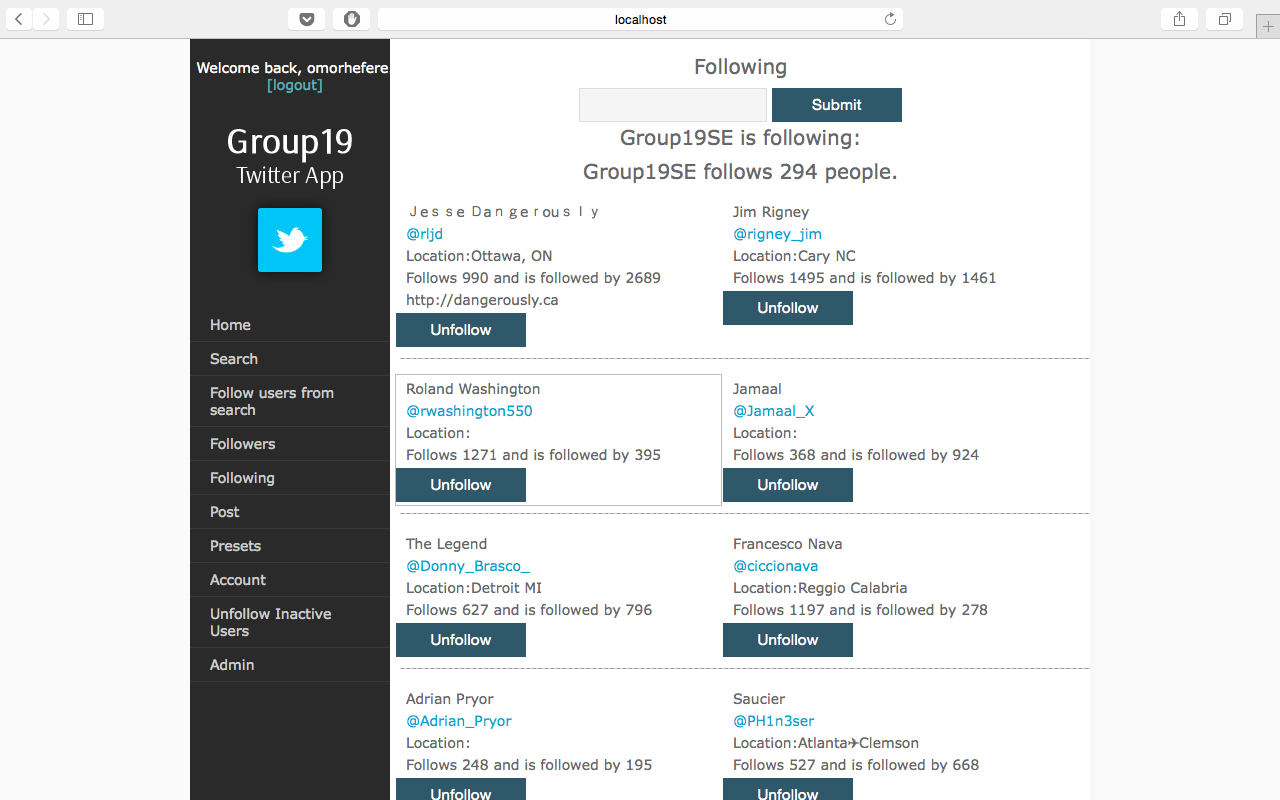 localhost
Welcome back, omorhefere
[logout]
Group19
Twitter App
Home
Search
Follow users from
search
Followers
Following
Post
Presets
Account
Unfollow Inactive
Users
Admin
Following
Submit
Group19SE is following:
Group19SE follows 294 people.
Ｊｅｓｓｅ Ｄａｎｇｅｒｏｕｓｌｙ
@rljd
Location:Ottawa, ON
Follows 990 and is followed by 2689
http://dangerously.ca
Unfollow
Jim Rigney
@rigney_jim
Location:Cary NC
Follows 1495 and is followed by 1461
Unfollow
Roland Washington
@rwashington550
Location:
Follows 1271 and is followed by 395
Unfollow
Jamaal
@Jamaal_X
Location:
Follows 368 and is followed by 924
Unfollow
The Legend
@Donny_Brasco_
Location:Detroit MI
Follows 627 and is followed by 796
Unfollow
Francesco Nava
@ciccionava
Location:Reggio Calabria
Follows 1197 and is followed by 278
Unfollow
Adrian Pryor
@Adrian_Pryor
Location:
Follows 248 and is followed by 195
Unfollow
Saucier
@PH1n3ser
Location:Atlanta✈Clemson
Follows 527 and is followed by 668
Unfollow